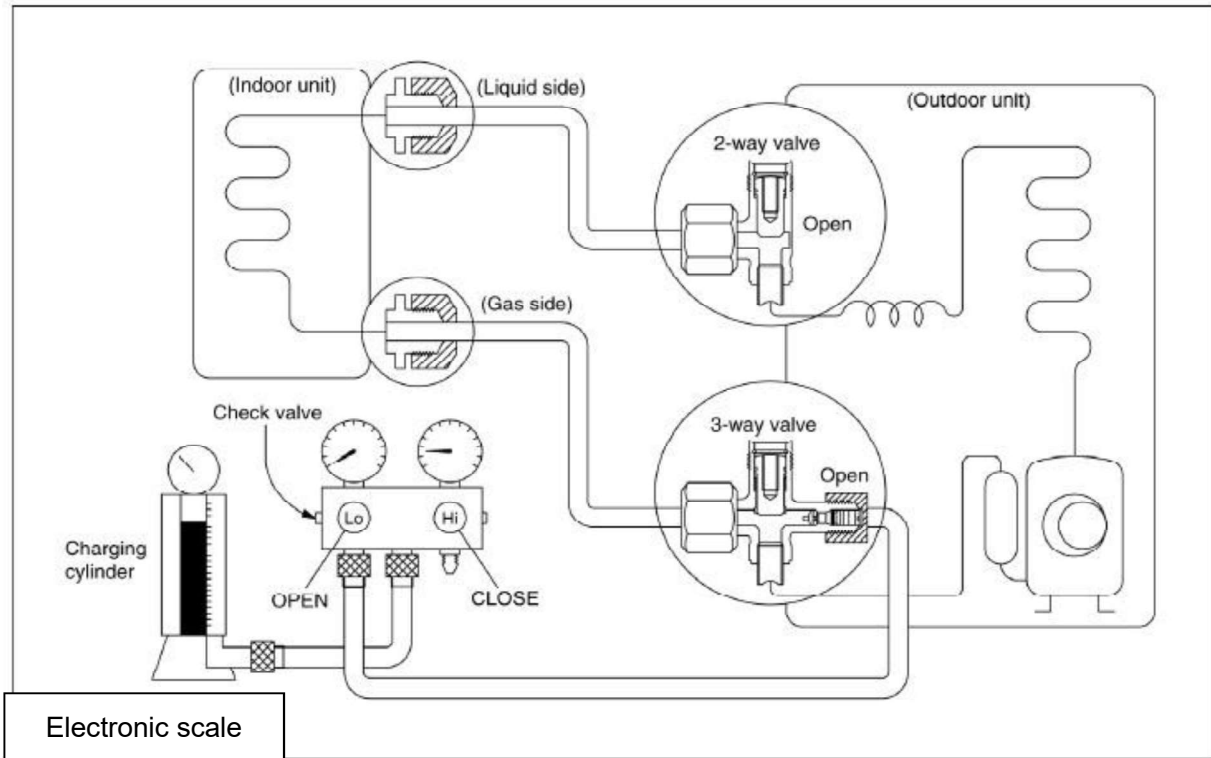 (Indoor unit)
(Liquid side)
(Outdoor unit)
2-way valve
Open
(Gas side)
Check valve
3-way valve
Open
Lo
Hi
Charging
cylinder
OPEN
CLOSE
Electronic scale